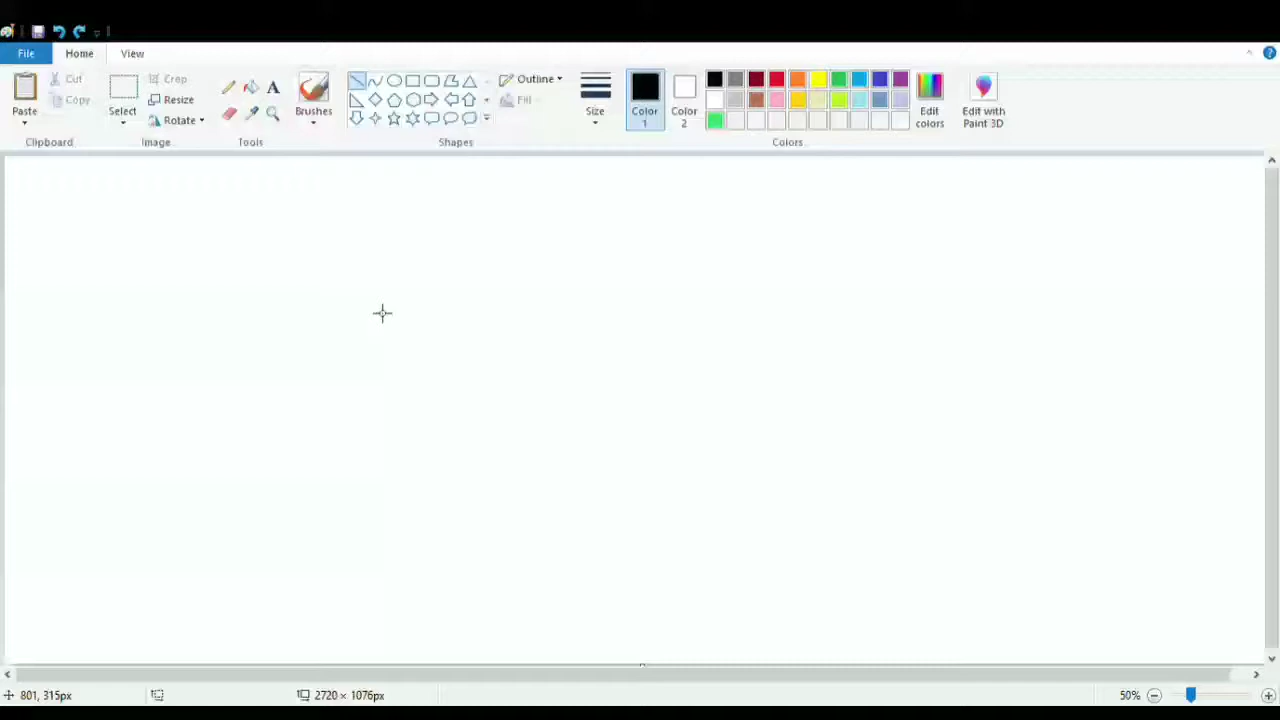 File Home View
Paste Cut Copy Select Crop Resize Rotate A Brushes Outline Fill Size Color 1 Color 2 Edit colors Edit with Paint 3D
Clipboard Image Tools Shapes Colors
801, 315px 2720 × 1076px 50%